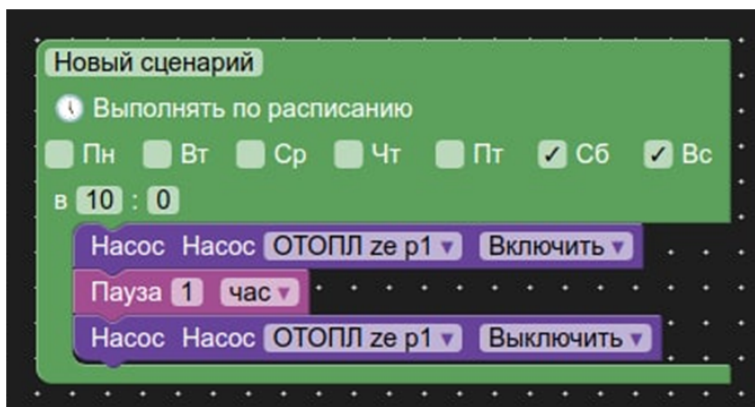 Новый сценарий
Выполнять по расписанию
Пн Вт Ср Чт Пт Сб Вс
в 10 : 0
Насос Насос ОТОПЛ ze p1 Включить
Пауза 1 час
Насос Насос ОТОПЛ ze p1 Выключить